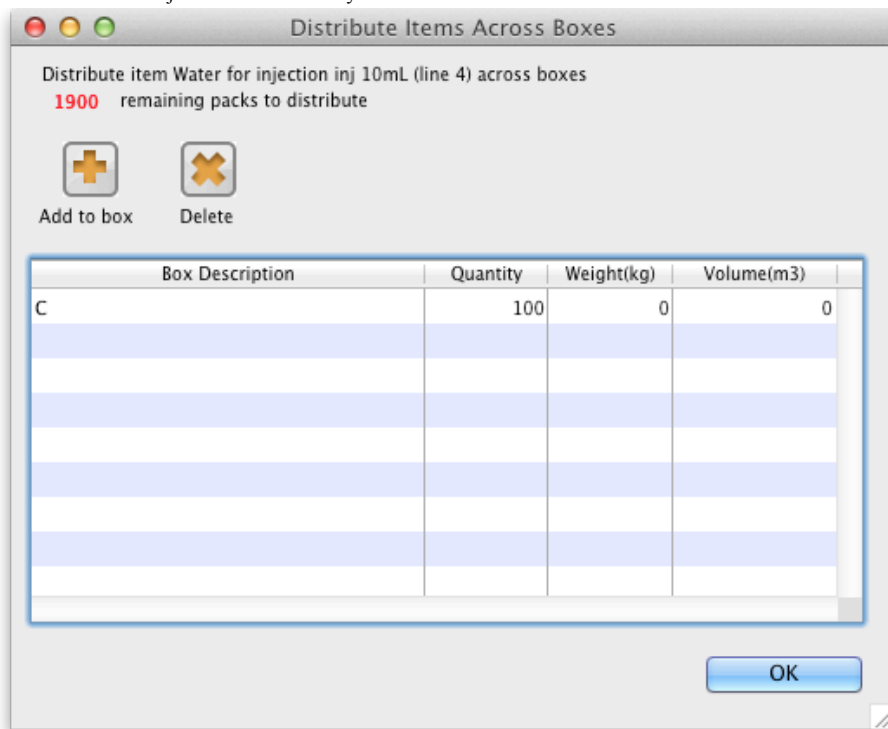 Distribute Items Across Boxes
Distribute item Water for injection inj 10mL (line 4) across boxes
1900 remaining packs to distribute
Add to box Delete
Box Description Quantity Weight(kg) Volume(m3)
C 100 0 0
OK